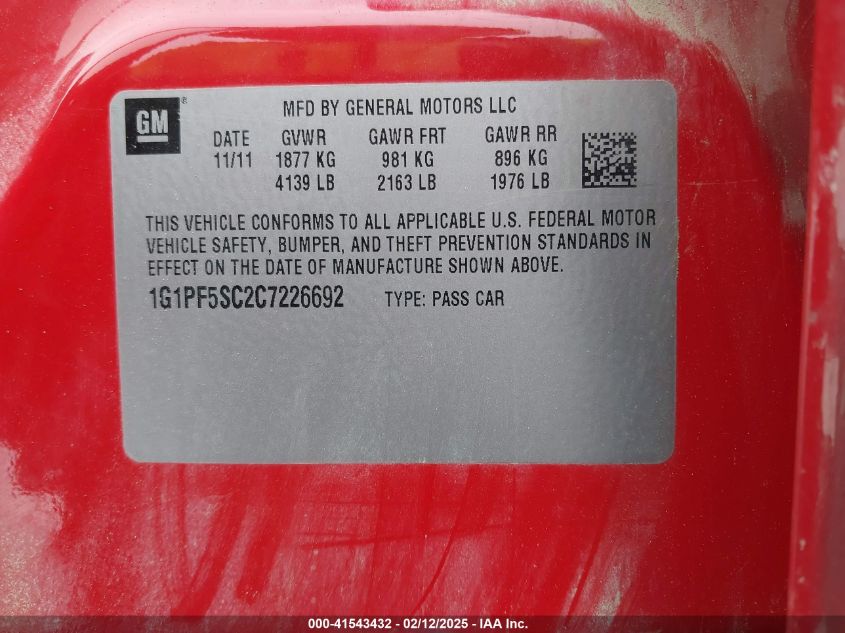 GM ®
MFD BY GENERAL MOTORS LLC
DATE GVWR GAWR FRT GAWR RR
11/11 1877 KG 981 KG 896 KG
4139 LB 2163 LB 1976 LB
THIS VEHICLE CONFORMS TO ALL APPLICABLE U.S. FEDERAL MOTOR
VEHICLE SAFETY, BUMPER, AND THEFT PREVENTION STANDARDS IN
EFFECT ON THE DATE OF MANUFACTURE SHOWN ABOVE.
1G1PF5SC2C7226692 TYPE: PASS CAR
000-41543432 - 02/12/2025 - IAA Inc.